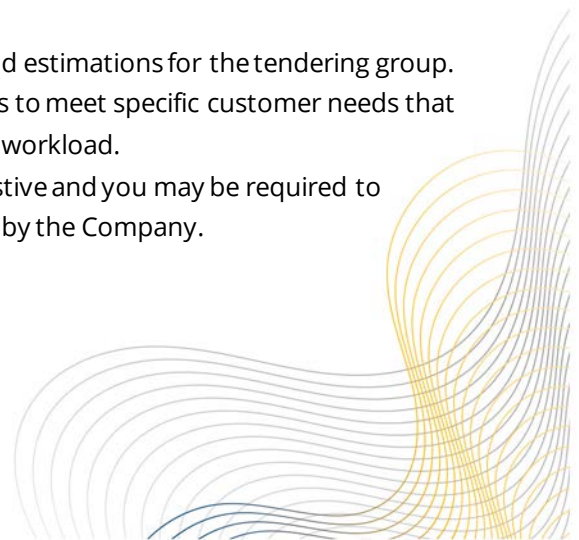 d estimations for the tendering group.
s to meet specific customer needs that
workload.
stive and you may be required to
by the Company.